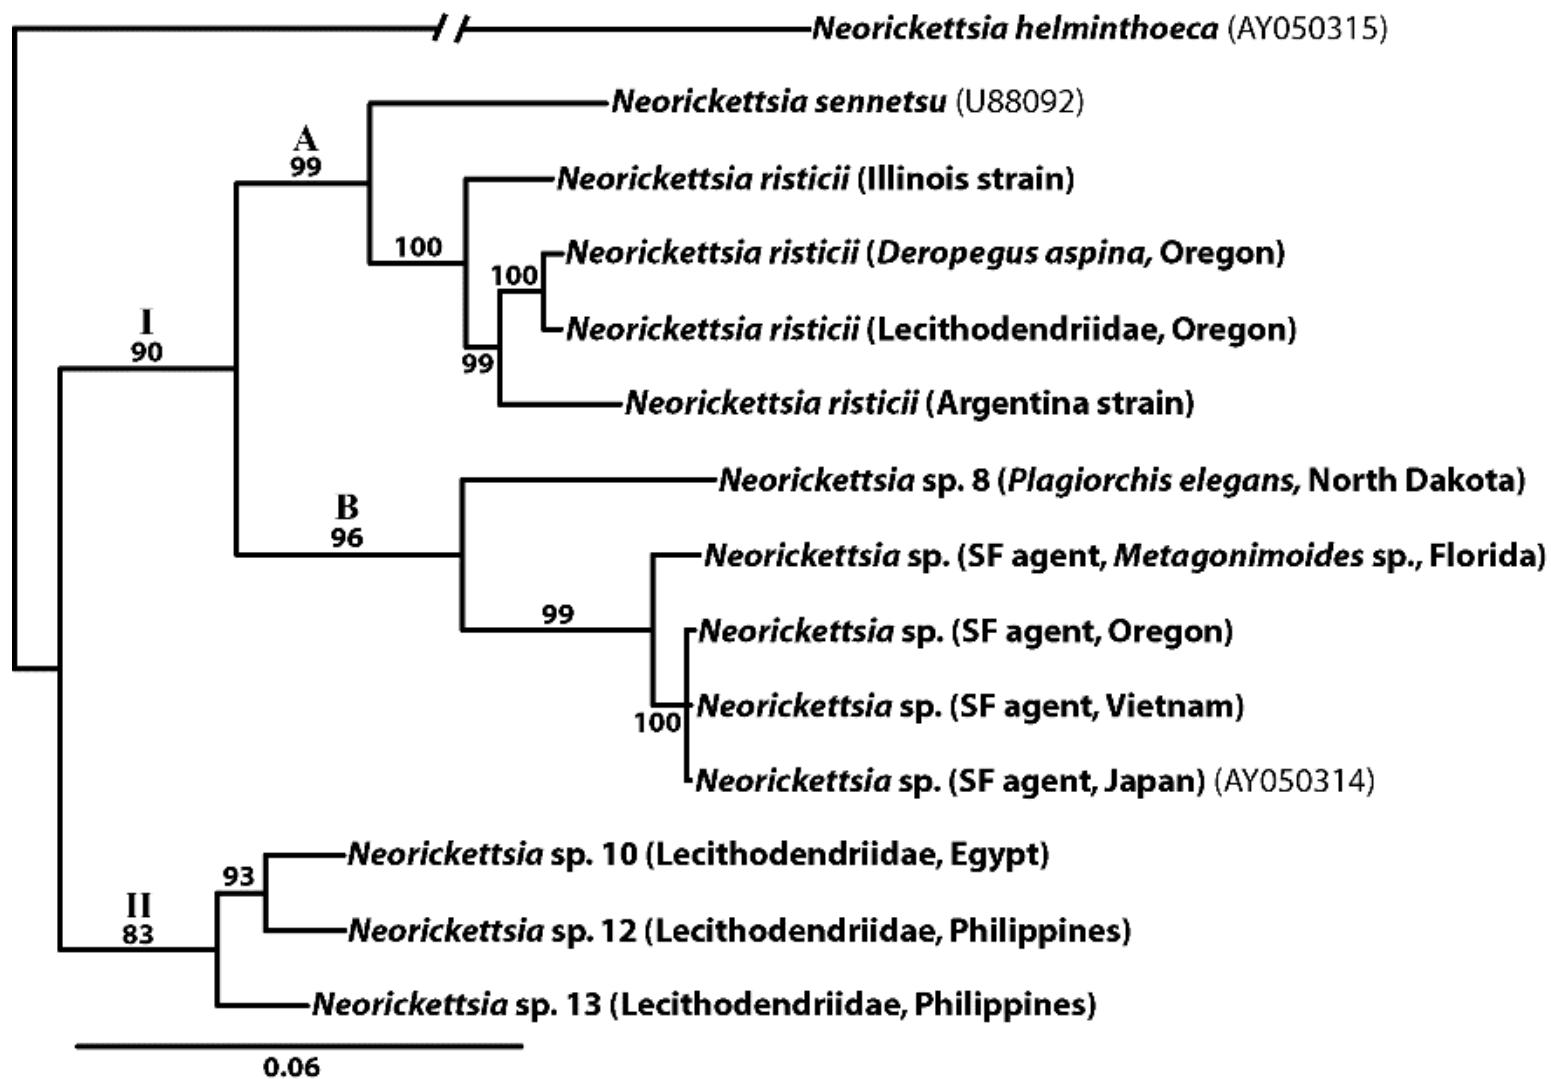 Neorickettsia helminthoeca (AY050315)
Neorickettsia sennetsu (U88092)
A
99
Neorickettsia risticii (Illinois strain)
100
Neorickettsia risticii (Deropegus aspina, Oregon)
100
I
90
Neorickettsia risticii (Lecithodendriidae, Oregon)
99
Neorickettsia risticii (Argentina strain)
Neorickettsia sp. 8 (Plagiorchis elegans, North Dakota)
B
96
Neorickettsia sp. (SF agent, Metagonimoides sp., Florida)
99
Neorickettsia sp. (SF agent, Oregon)
Neorickettsia sp. (SF agent, Vietnam)
100
Neorickettsia sp. (SF agent, Japan) (AY050314)
Neorickettsia sp. 10 (Lecithodendriidae, Egypt)
93
II
83
Neorickettsia sp. 12 (Lecithodendriidae, Philippines)
Neorickettsia sp. 13 (Lecithodendriidae, Philippines)
0.06